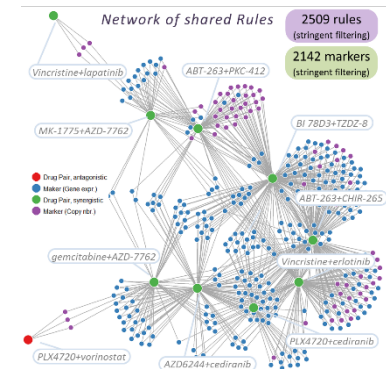 Network of shared Rules
2509 rules
(stringent filtering)
2142 markers
(stringent filtering)
Vincristine+lapatinib
ABT-263+PKC-412
MK-1775+AZD-7762
BI 78D3+TZDZ-8
Drug Pair, antagonistic
Marker (Gene expr.)
Drug Pair, synergistic
Marker (Copy nbr.)
ABT-263+CHIR-265
gemcitabine+AZD-7762
Vincristine+erlotinib
PLX4720+cediranib
PLX4720+vorinostat
AZD6244+cediranib